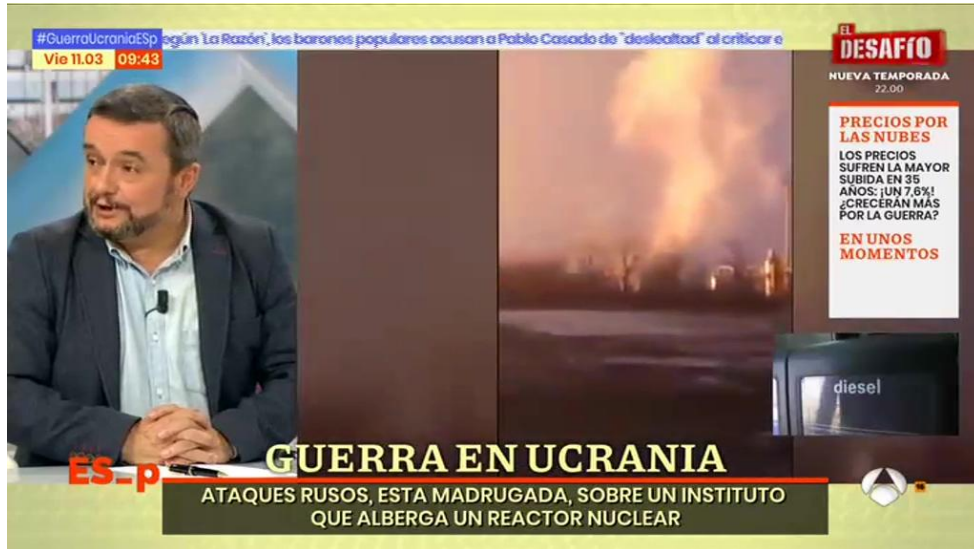 #GuerraUcraniaESp
egún 'La Razón', los barones populares acusan a Pablo Casado de "deslealtad" al criticar e
Vie 11.03 09:43
EL
DESAFÍO
NUEVA TEMPORADA
22.00
PRECIOS POR
LAS NUBES
LOS PRECIOS
SUFREN LA MAYOR
SUBIDA EN 35
AÑOS: ¡UN 7,6%!
¿CRECERÁN MÁS
POR LA GUERRA?
EN UNOS
MOMENTOS
diesel
ES_p
GUERRA EN UCRANIA
ATAQUES RUSOS, ESTA MADRUGADA, SOBRE UN INSTITUTO
QUE ALBERGA UN REACTOR NUCLEAR